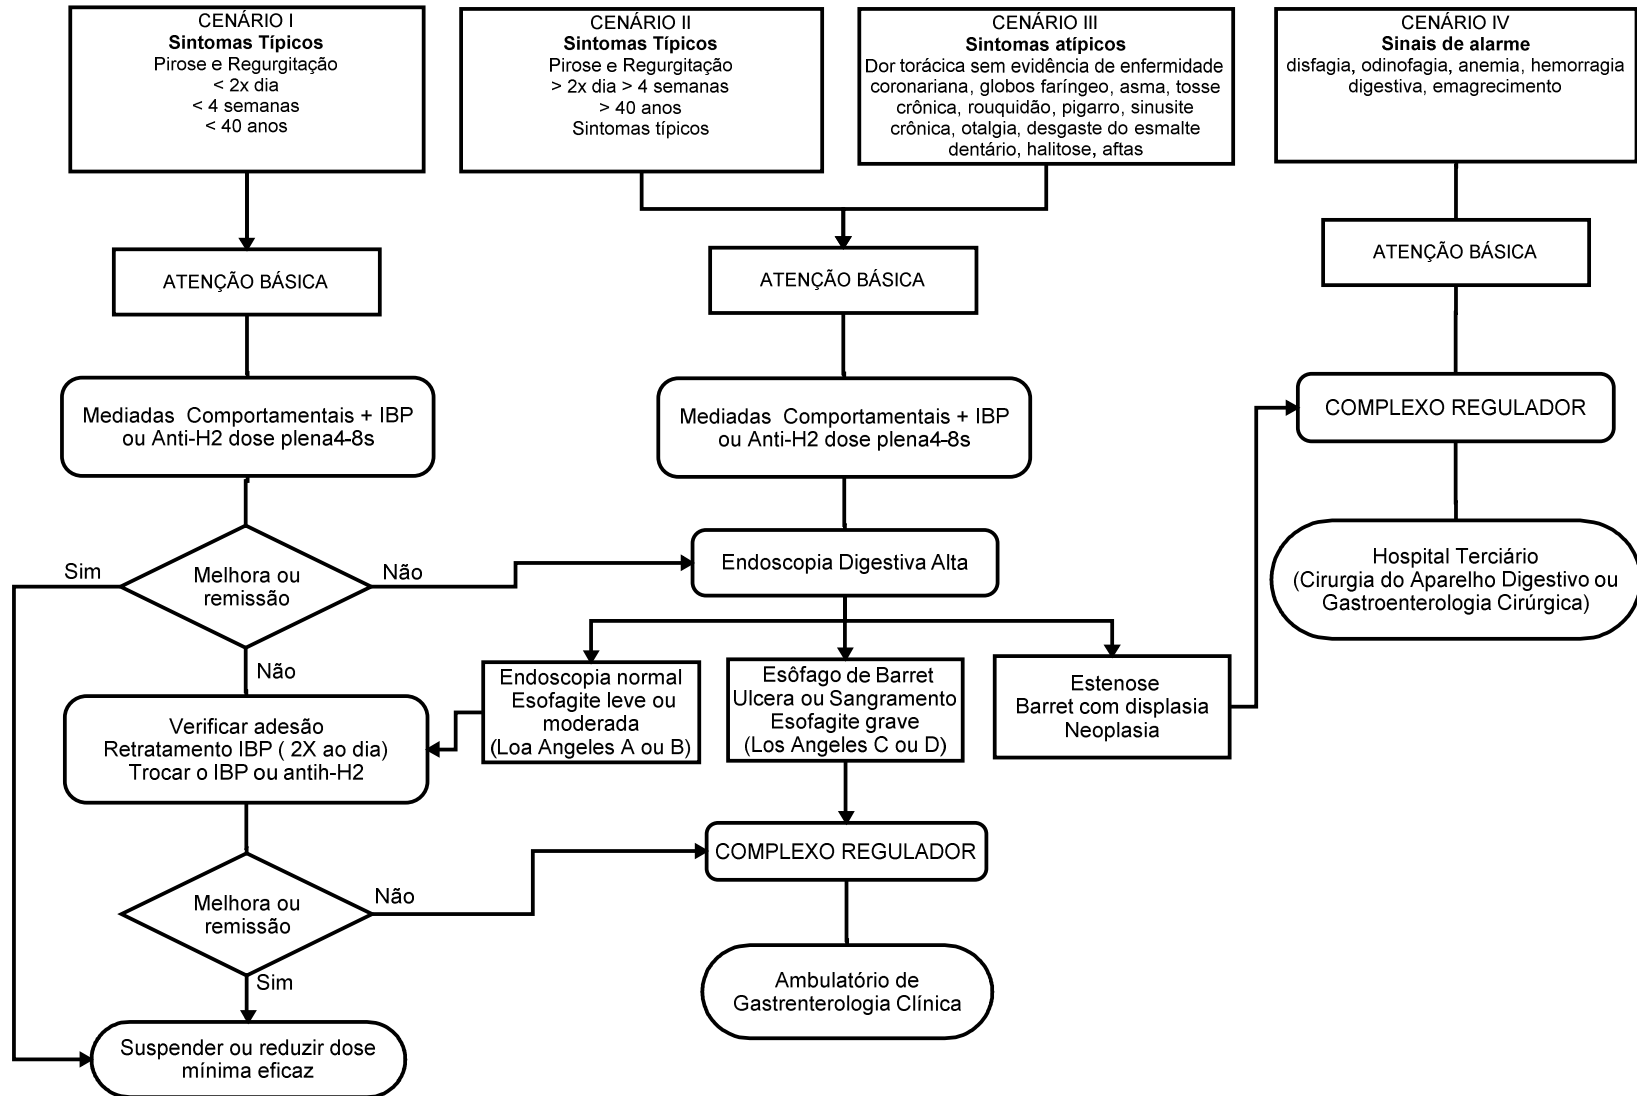 CENÁRIO I
Sintomas Típicos
Pirose e Regurgitação
< 2x dia
< 4 semanas
< 40 anos
CENÁRIO II
Sintomas Típicos
Pirose e Regurgitação
> 2x dia > 4 semanas
> 40 anos
Sintomas típicos
CENÁRIO III
Sintomas atípicos
Dor torácica sem evidência de enfermidade
coronariana, globos faríngeo, asma, tosse
crônica, rouquidão, pigarro, sinusite
crônica, otalgia, desgaste do esmalte
dentário, halitose, aftas
CENÁRIO IV
Sinais de alarme
disfagia, odinofagia, anemia, hemorragia
digestiva, emagrecimento
ATENÇÃO BÁSICA
ATENÇÃO BÁSICA
ATENÇÃO BÁSICA
Mediadas Comportamentais + IBP
ou Anti-H2 dose plena4-8s
Mediadas Comportamentais + IBP
ou Anti-H2 dose plena4-8s
COMPLEXO REGULADOR
Sim
Melhora ou
remissão
Não
Não
Endoscopia Digestiva Alta
Hospital Terciário
(Cirurgia do Aparelho Digestivo ou
Gastroenterologia Cirúrgica)
Verificar adesão
Retratamento IBP ( 2X ao dia)
Trocar o IBP ou antih-H2
Endoscopia normal
Esofagite leve ou
moderada
(Loa Angeles A ou B)
Esôfago de Barret
Ulcera ou Sangramento
Esofagite grave
(Los Angeles C ou D)
Estenose
Barret com displasia
Neoplasia
Melhora ou
remissão
Não
Sim
COMPLEXO REGULADOR
Ambulatório de
Gastrenterologia Clínica
Suspender ou reduzir dose
mínima eficaz